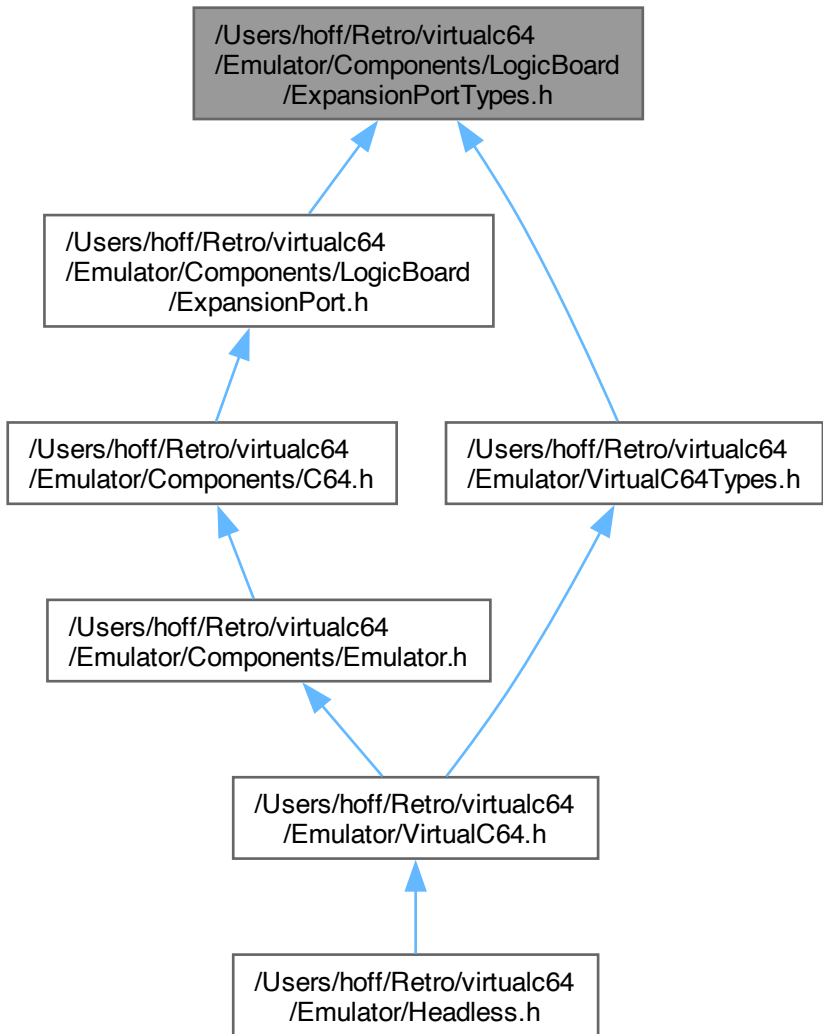 /Users/hoff/Retro/virtualc64
/Emulator/Components/LogicBoard
/ExpansionPortTypes.h
/Users/hoff/Retro/virtualc64
/Emulator/Components/LogicBoard
/ExpansionPort.h
/Users/hoff/Retro/virtualc64
/Emulator/Components/C64.h
/Users/hoff/Retro/virtualc64
/Emulator/VirtualC64Types.h
/Users/hoff/Retro/virtualc64
/Emulator/Components/Emulator.h
/Users/hoff/Retro/virtualc64
/Emulator/VirtualC64.h
/Users/hoff/Retro/virtualc64
/Emulator/Headless.h